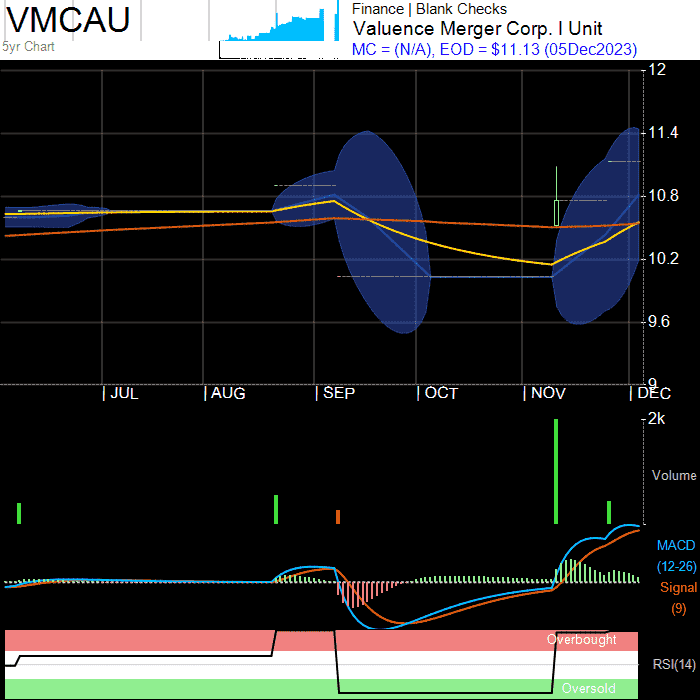 VMCAU
5yr Chart
Finance | Blank Checks
Valuence Merger Corp. I Unit
MC = (N/A), EOD = $11.13 (05Dec2023)
12
11.4
10.8
10.2
9.6
9
JUL
AUG
SEP
OCT
NOV
DEC
2k
Volume
MACD
(12-26)
Signal
(9)
Overbought
RSI(14)
Oversold